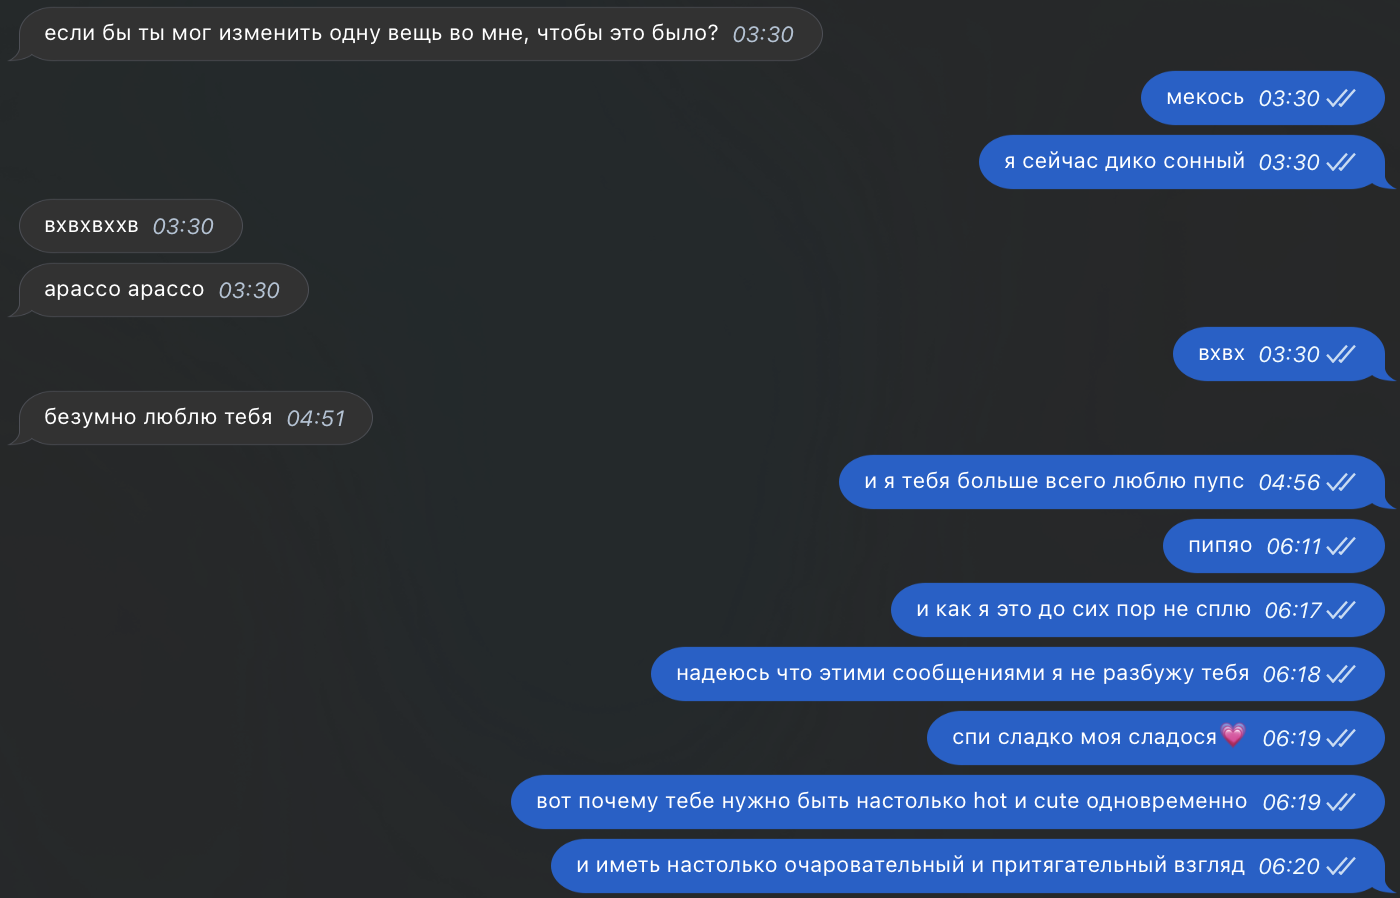 если бы ты мог изменить одну вещь во мне, чтобы это было? 03:30
мекось 03:30
я сейчас дико сонный 03:30
вхвхвххв 03:30
арассо арассо 03:30
вхвх 03:30
безумно люблю тебя 04:51
и я тебя больше всего люблю пупс 04:56
пипяо 06:11
и как я это до сих пор не сплю 06:17
надеюсь что этими сообщениями я не разбужу тебя 06:18
спи сладко моя сладося💗 06:19
вот почему тебе нужно быть настолько hot и cute одновременно 06:19
и иметь настолько очаровательный и притягательный взгляд 06:20